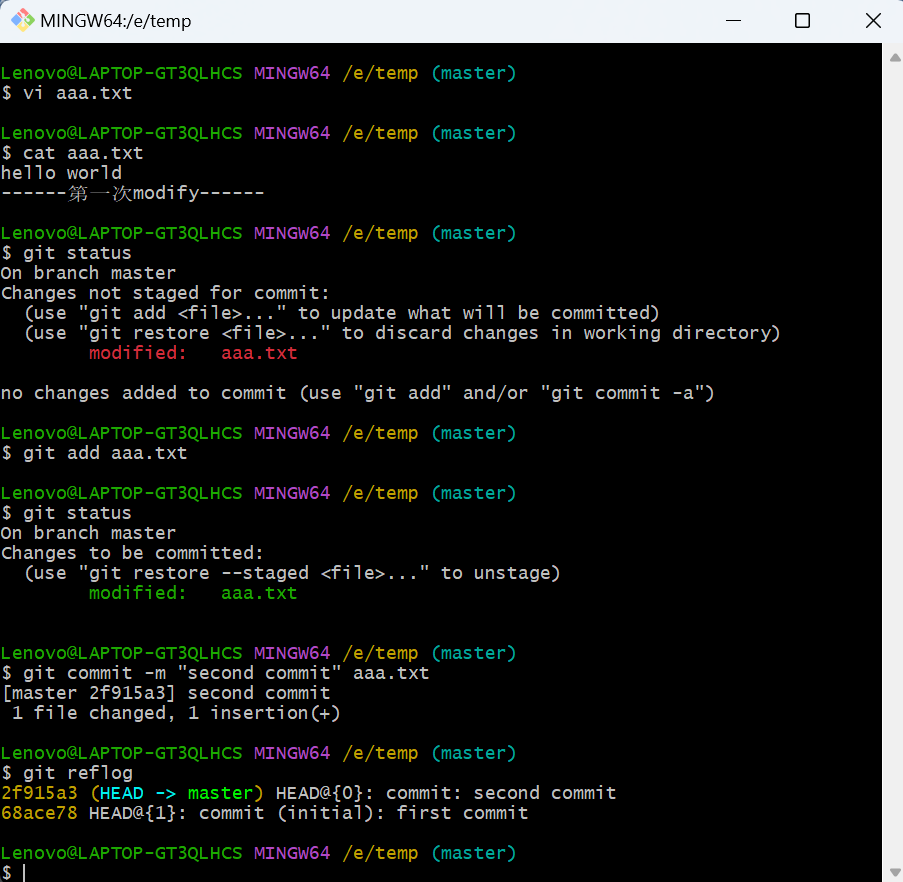 MINGW64:/e/temp
Lenovo@LAPTOP-GT3QLHCS MINGW64 /e/temp (master)
$ vi aaa.txt
Lenovo@LAPTOP-GT3QLHCS MINGW64 /e/temp (master)
$ cat aaa.txt
hello world
------第一次modify------
Lenovo@LAPTOP-GT3QLHCS MINGW64 /e/temp (master)
$ git status
On branch master
Changes not staged for commit:
  (use "git add <file>..." to update what will be committed)
  (use "git restore <file>..." to discard changes in working directory)
        modified:   aaa.txt
no changes added to commit (use "git add" and/or "git commit -a")
Lenovo@LAPTOP-GT3QLHCS MINGW64 /e/temp (master)
$ git add aaa.txt
Lenovo@LAPTOP-GT3QLHCS MINGW64 /e/temp (master)
$ git status
On branch master
Changes to be committed:
  (use "git restore --staged <file>..." to unstage)
        modified:   aaa.txt
Lenovo@LAPTOP-GT3QLHCS MINGW64 /e/temp (master)
$ git commit -m "second commit" aaa.txt
[master 2f915a3] second commit
 1 file changed, 1 insertion(+)
Lenovo@LAPTOP-GT3QLHCS MINGW64 /e/temp (master)
$ git reflog
2f915a3 (HEAD -> master) HEAD@{0}: commit: second commit
68ace78 HEAD@{1}: commit (initial): first commit
Lenovo@LAPTOP-GT3QLHCS MINGW64 /e/temp (master)
$